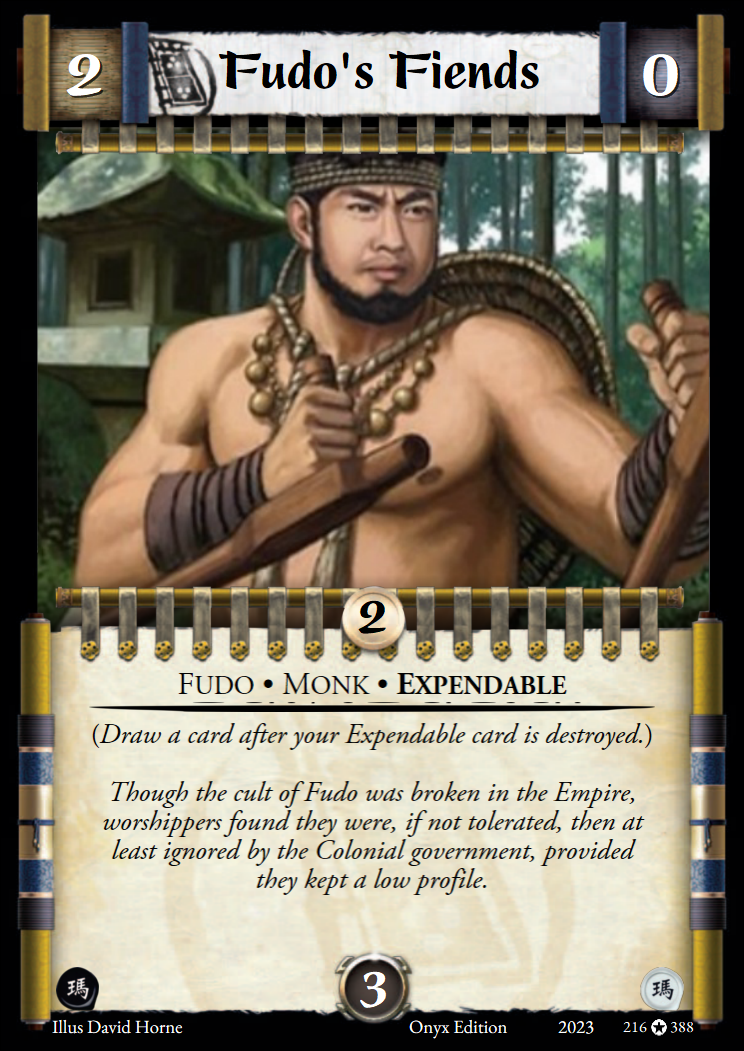 2 Fudo's Fiends 0
2
FUDO • MONK • EXPENDABLE
(Draw a card after your Expendable card is destroyed.)
Though the cult of Fudo was broken in the Empire,
worshippers found they were, if not tolerated, then at
least ignored by the Colonial government, provided
they kept a low profile.
瑪 3 瑪
Illus David Horne Onyx Edition 2023 216 388